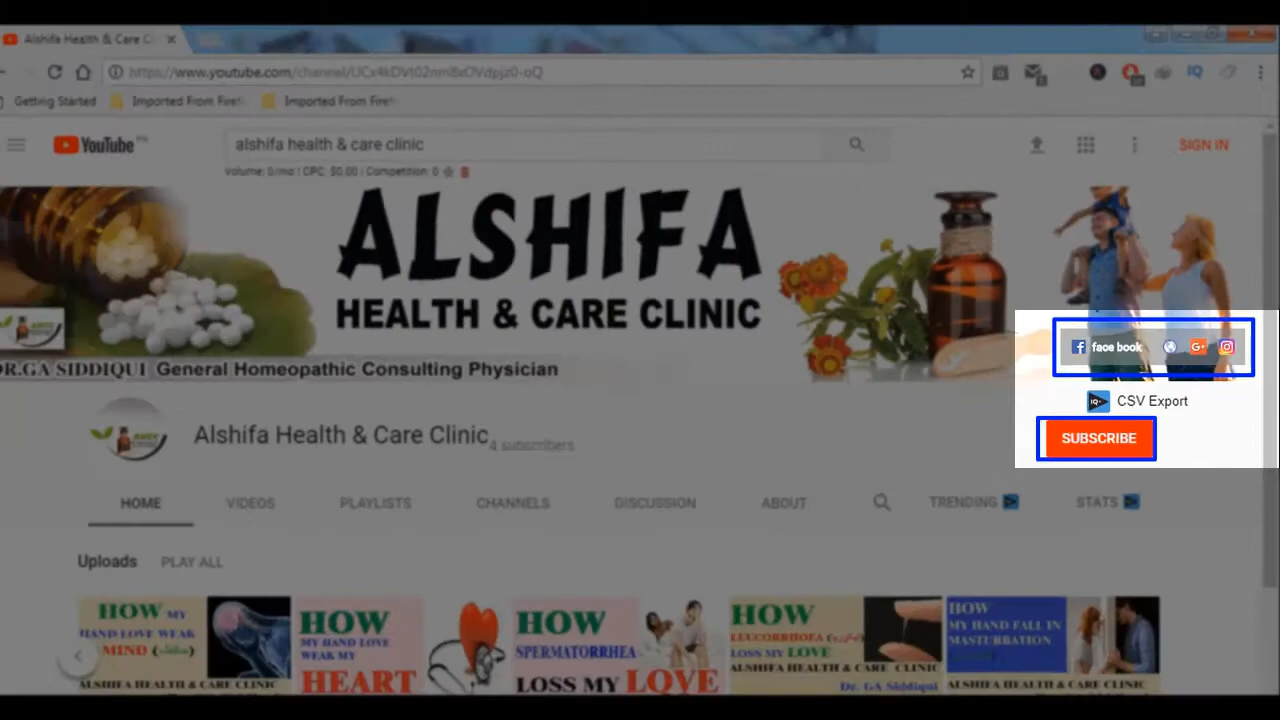 Alshifa Health & Care C
https://www.youtube.com/channel/UCx4kDVt02nm8xOVdpjz0-oQ
Getting Started Imported From Firef Imported From Firef
YouTube PK alshifa health & care clinic SIGN IN
Volume: 0/mo | CPC: $0.00 | Competition: 0
ALSHIFA
HEALTH & CARE CLINIC
face book
DR.GA SIDDIQUI General Homeopathic Consulting Physician
IQ CSV Export
Alshifa Health & Care Clinic 4 subscribers
SUBSCRIBE
HOME VIDEOS PLAYLISTS CHANNELS DISCUSSION ABOUT TRENDING STATS
Uploads PLAY ALL
HOW MY
HAND LOVE WEAK
MY MIND
ALSHIFA HEALTH & CARE CLINIC
HOW
MY HAND LOVE
WEAK MY
HEART
HOW
SPERMATORRHEA
LOSS MY LOVE
HOW
LEUCORRHOEA
LOSS MY LOVE
ALSHIFA HEALTH & CARE CLINIC
Dr. GA Siddiqui
HOW
MY HAND FALL IN
MASTURBATION
ALSHIFA HEALTH & CARE CLINIC